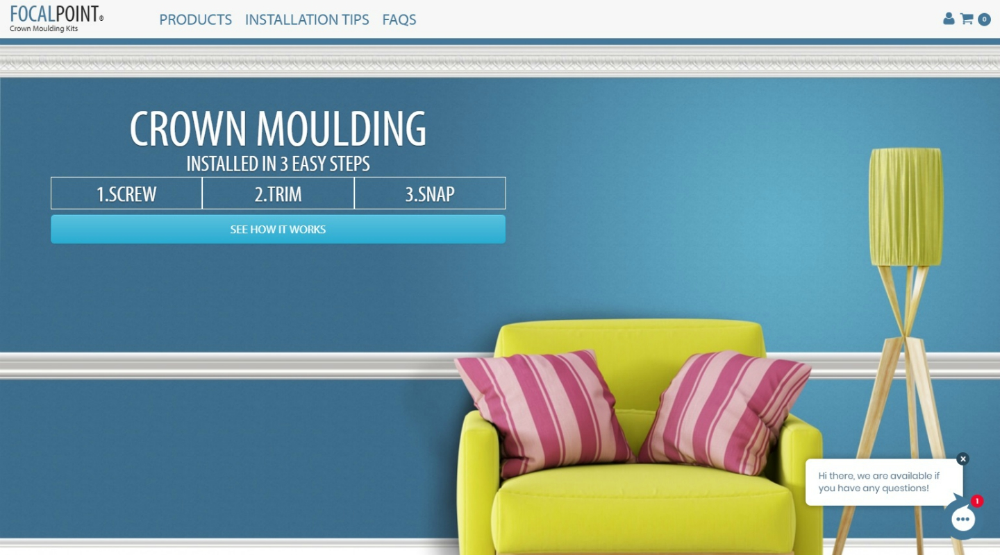 FOCALPOINT®
Crown Moulding Kits
PRODUCTS INSTALLATION TIPS FAQS
0
CROWN MOULDING
INSTALLED IN 3 EASY STEPS
1.SCREW 2.TRIM 3.SNAP
SEE HOW IT WORKS
Hi there, we are available if
you have any questions!
1